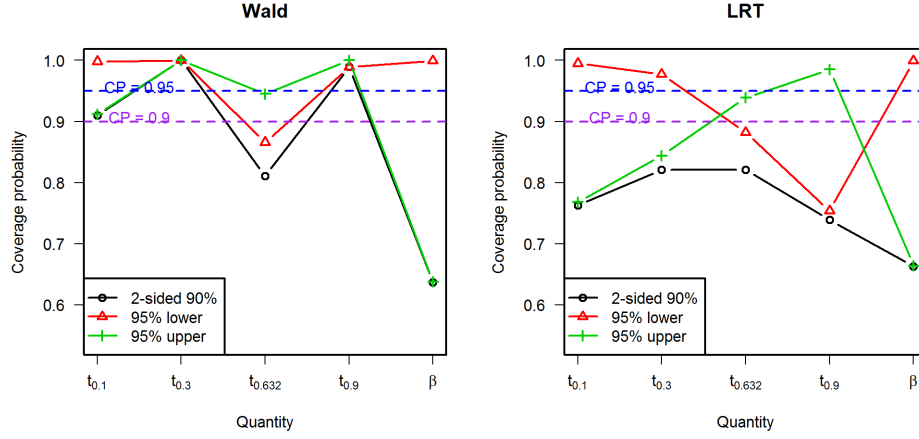 Wald
Coverage probability
1.0
0.9
0.8
0.7
0.6
CP = 0.95
CP = 0.9
2-sided 90%
95% lower
95% upper
t0.1 t0.3 t0.632 t0.9 β
Quantity
LRT
Coverage probability
1.0
0.9
0.8
0.7
0.6
CP = 0.95
CP = 0.9
2-sided 90%
95% lower
95% upper
t0.1 t0.3 t0.632 t0.9 β
Quantity